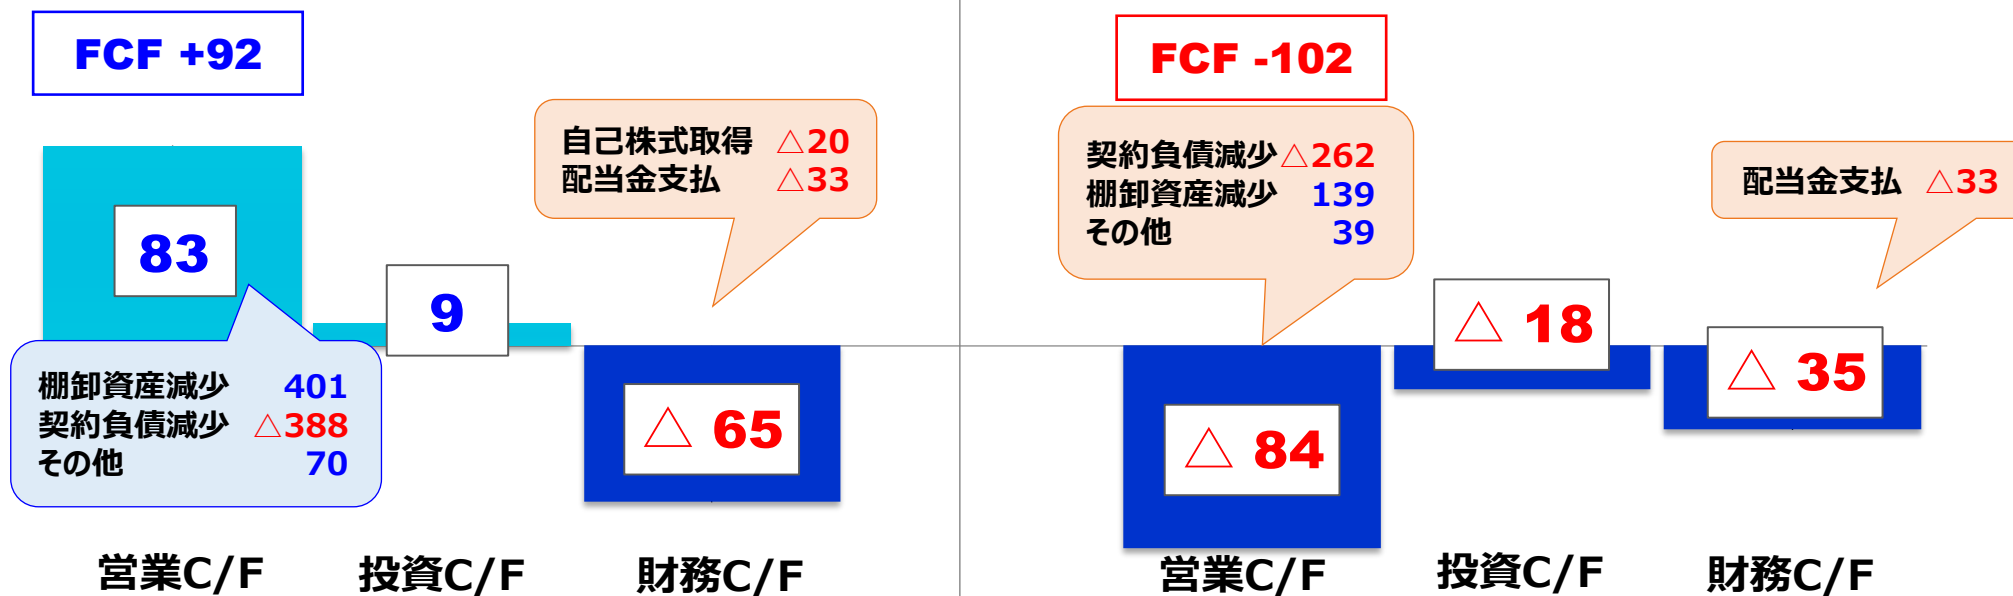 FCF +92
自己株式取得 △20
配当金支払 △33
83
9
棚卸資産減少 401
契約負債減少 △388
その他 70
△ 65
営業C/F
投資C/F
財務C/F
FCF -102
契約負債減少△262
棚卸資産減少 139
その他 39
配当金支払 △33
△ 18
△ 35
△ 84
営業C/F
投資C/F
財務C/F